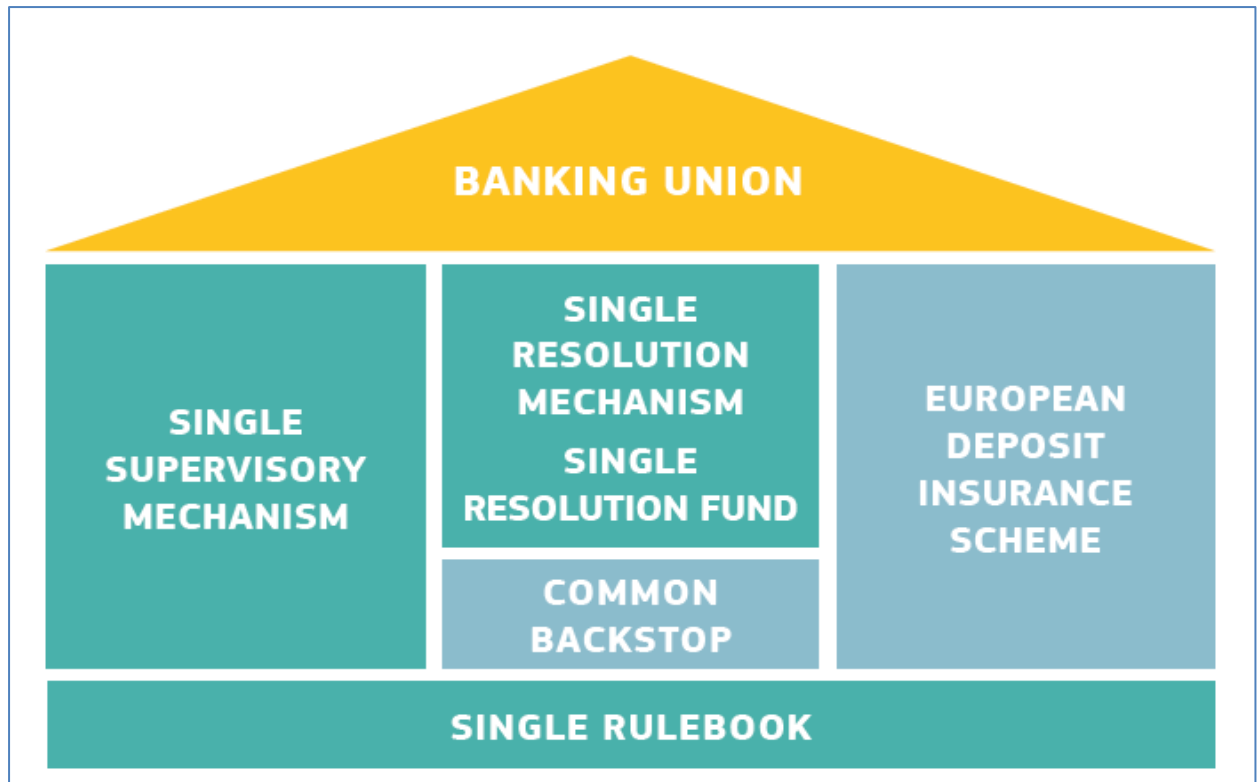 BANKING UNION
SINGLE
SUPERVISORY
MECHANISM
SINGLE
RESOLUTION
MECHANISM
SINGLE
RESOLUTION FUND
COMMON
BACKSTOP
EUROPEAN
DEPOSIT
INSURANCE
SCHEME
SINGLE RULEBOOK